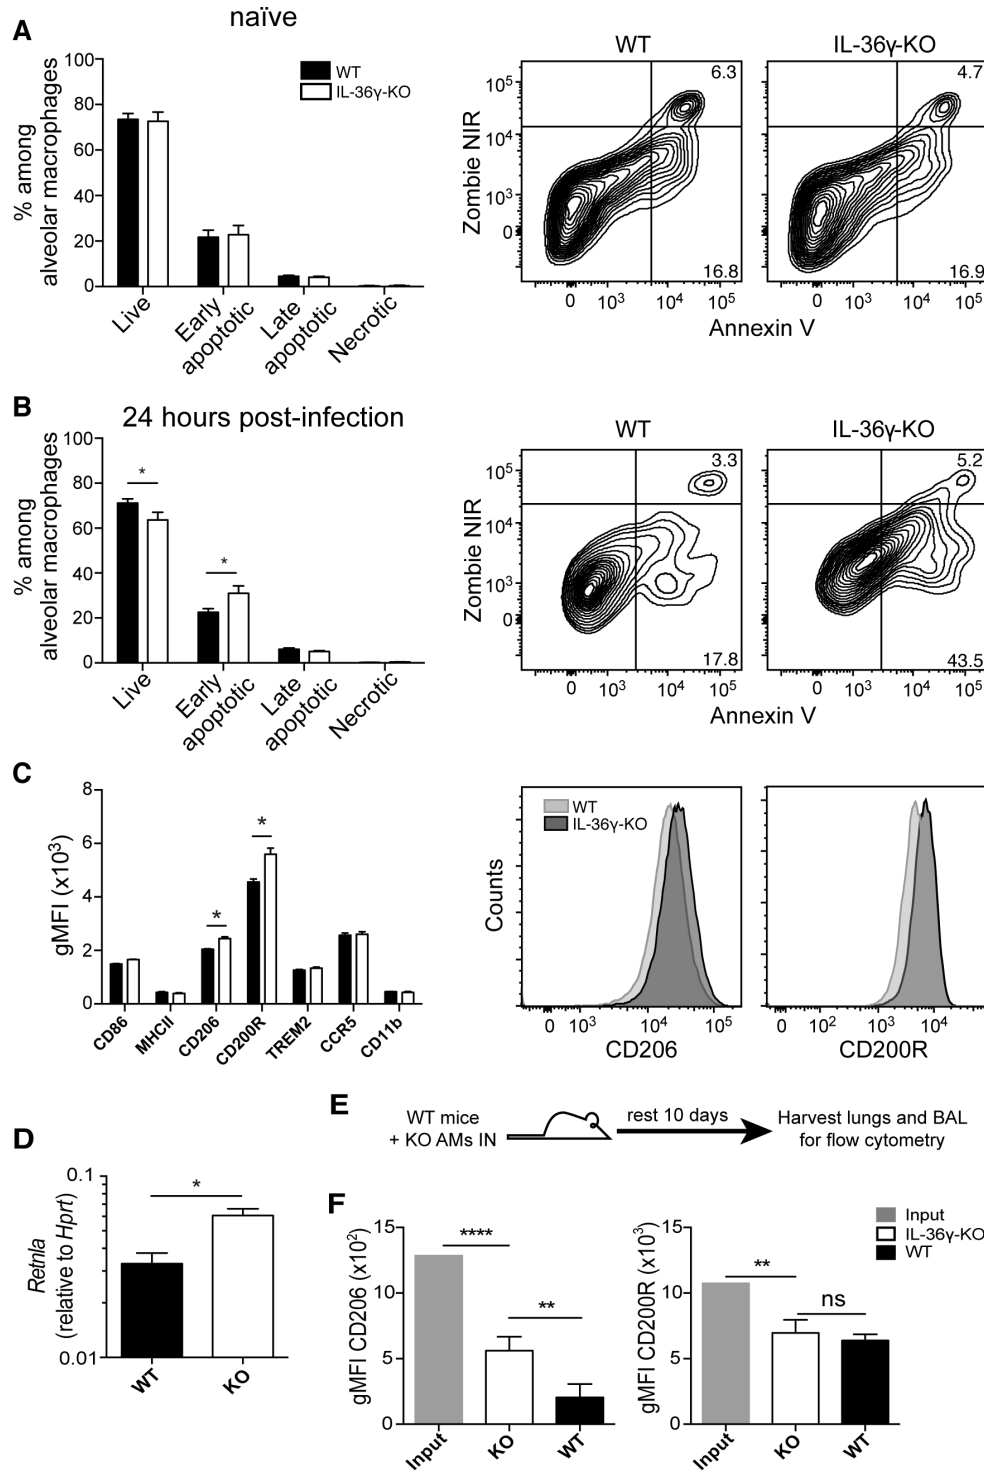 A
naïve
% among
alveolar macrophages
100
80
60
40
20
0
WT
IL-36γ-KO
Live
Early
apoptotic
Late
apoptotic
Necrotic
WT
IL-36γ-KO
Zombie NIR
10⁵
10⁴
10³
0
6.3
16.8
4.7
16.9
0 10³ 10⁴ 10⁵
0 10³ 10⁴ 10⁵
Annexin V
B
24 hours post-infection
% among
alveolar macrophages
100
80
60
40
20
0
*
*
Live
Early
apoptotic
Late
apoptotic
Necrotic
WT
IL-36γ-KO
Zombie NIR
10⁵
10⁴
10³
0
3.3
17.8
5.2
43.5
0 10³ 10⁴ 10⁵
0 10³ 10⁴ 10⁵
Annexin V
C
gMFI (x10³)
8
6
4
2
0
*
*
CD86
MHCII
CD206
CD200R
TREM2
CCR5
CD11b
WT
IL-36γ-KO
Counts
0 10³ 10⁴ 10⁵
CD206
0 10² 10³ 10⁴
CD200R
D
Retnla
(relative to Hprt)
0.1
0.01
*
WT
KO
E
WT mice
+ KO AMs IN
rest 10 days
Harvest lungs and BAL
for flow cytometry
F
gMFI CD206 (x10²)
15
10
5
0
****
**
Input
KO
WT
gMFI CD200R (x10³)
15
10
5
0
**
ns
Input
KO
WT
Input
IL-36γ-KO
WT